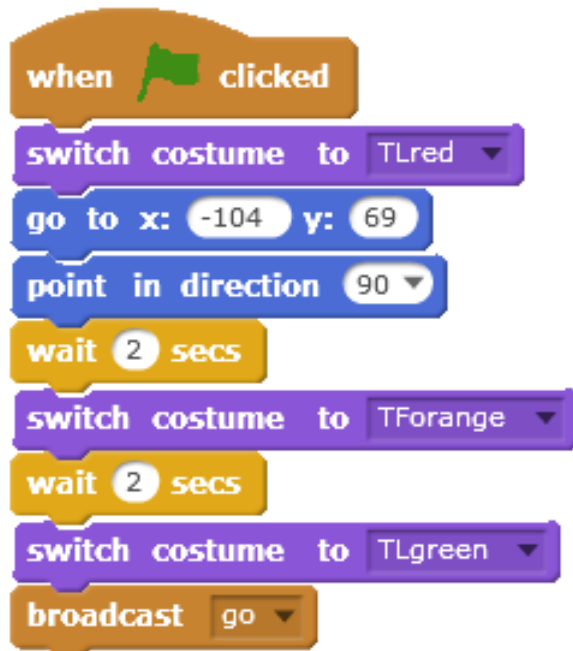 when clicked
switch costume to TLred
go to x: -104 y: 69
point in direction 90
wait 2 secs
switch costume to TForange
wait 2 secs
switch costume to TLgreen
broadcast go